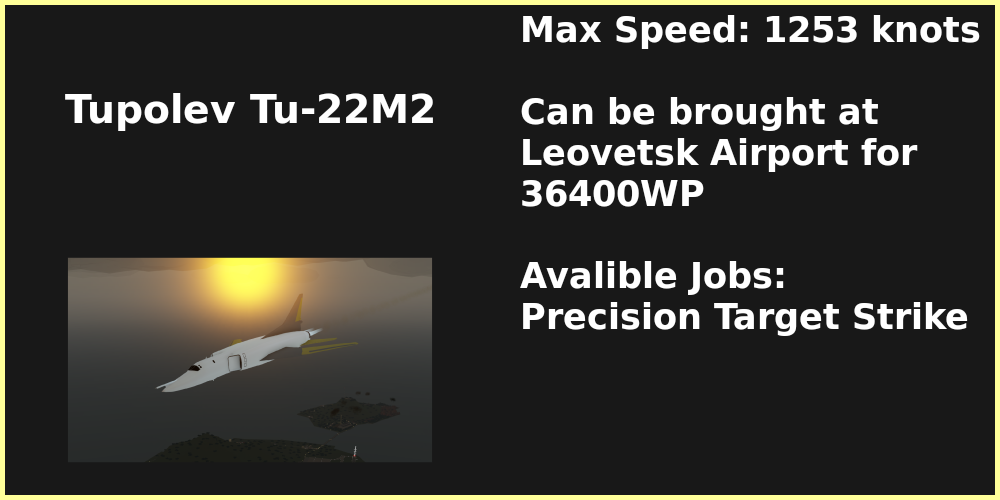 Tupolev Tu-22M2
Max Speed: 1253 knots
Can be brought at
Leovetsk Airport for
36400WP
Avalible Jobs:
Precision Target Strike